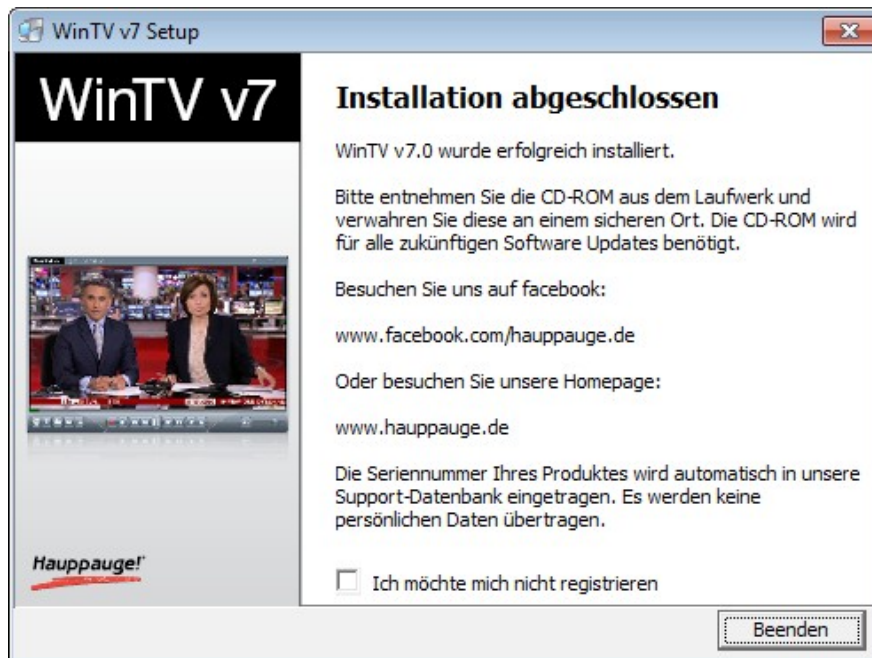 WinTV v7 Setup
WinTV v7
Installation abgeschlossen
WinTV v7.0 wurde erfolgreich installiert.
Bitte entnehmen Sie die CD-ROM aus dem Laufwerk und
verwahren Sie diese an einem sicheren Ort. Die CD-ROM wird
für alle zukünftigen Software Updates benötigt.
Besuchen Sie uns auf facebook:
www.facebook.com/hauppauge.de
Oder besuchen Sie unsere Homepage:
www.hauppauge.de
Die Seriennummer Ihres Produktes wird automatisch in unsere
Support-Datenbank eingetragen. Es werden keine
persönlichen Daten übertragen.
Hauppauge!
Ich möchte mich nicht registrieren
Beenden